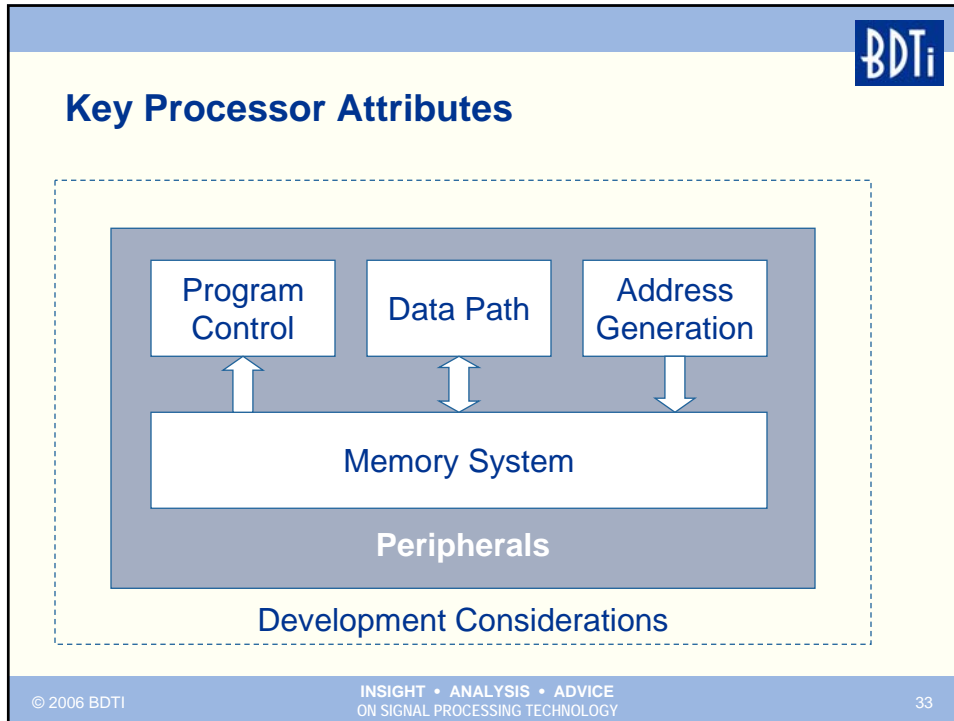 BDTi
Key Processor Attributes
Program
Control
Data Path
Address
Generation
Memory System
Peripherals
Development Considerations
© 2006 BDTI
INSIGHT • ANALYSIS • ADVICE
ON SIGNAL PROCESSING TECHNOLOGY
33